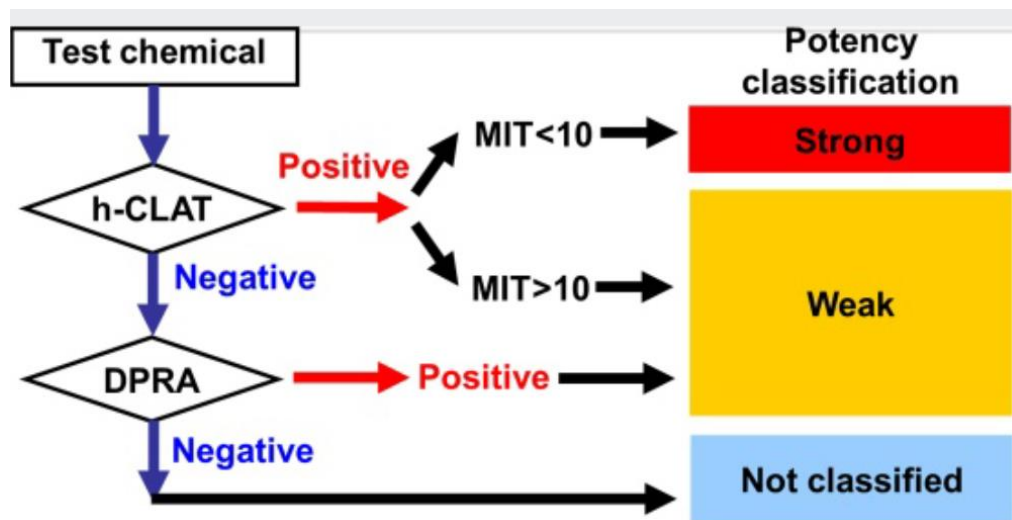 Test chemical
Potency
classification
MIT<10
Strong
Positive
h-CLAT
Negative
MIT>10
Weak
DPRA
Positive
Negative
Not classified